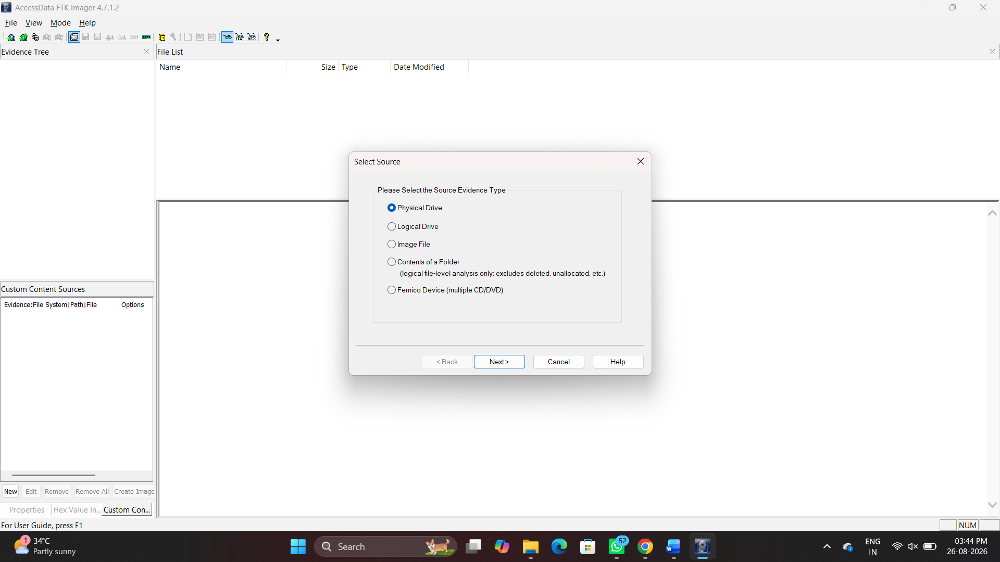 AccessData FTK Imager 4.7.1.2
File View Mode Help
TEXT HEX ?
Evidence Tree
File List
Name Size Type Date Modified
Select Source
Please Select the Source Evidence Type
Physical Drive
Logical Drive
Image File
Contents of a Folder
(logical file-level analysis only; excludes deleted, unallocated, etc.)
Fernico Device (multiple CD/DVD)
< Back Next > Cancel Help
Custom Content Sources
Evidence:File System|Path|File Options
New Edit Remove Remove All Create Image
Properties Hex Value In... Custom Con...
For User Guide, press F1
NUM
1
34°C
Partly sunny
Search
52
W
ENG
IN
03:44 PM
26-08-2026